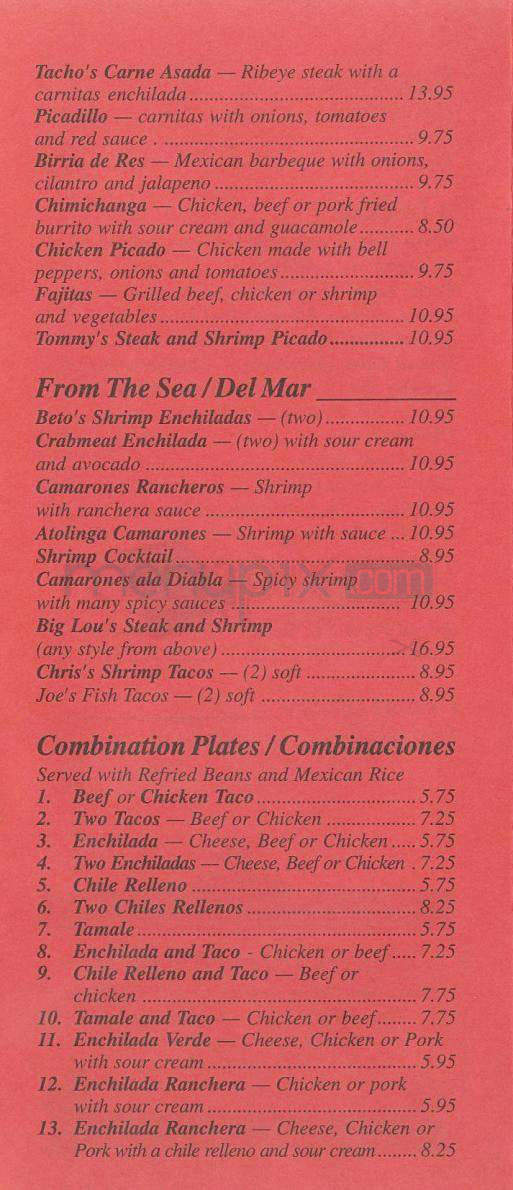 Tacho's Carne Asada — Ribeye steak with a
carnitas enchilada ........................................ 13.95
Picadillo — carnitas with onions, tomatoes
and red sauce . ............................................. 9.75
Birria de Res — Mexican barbeque with onions,
cilantro and jalapeno .................................... 9.75
Chimichanga — Chicken, beef or pork fried
burrito with sour cream and guacamole.......... 8.50
Chicken Picado — Chicken made with bell
peppers, onions and tomatoes........................ 9.75
Fajitas — Grilled beef, chicken or shrimp
and vegetables ............................................. 10.95
Tommy's Steak and Shrimp Picado.............. 10.95
From The Sea / Del Mar ____________
Beto's Shrimp Enchiladas — (two).............. 10.95
Crabmeat Enchilada — (two) with sour cream
and avocado ................................................ 10.95
Camarones Rancheros — Shrimp
with ranchera sauce ..................................... 10.95
Atolinga Camarones — Shrimp with sauce ... 10.95
Shrimp Cocktail............................................ 8.95
menupix.com
Camarones ala Diabla — Spicy shrimp
with many spicy sauces ................................ 10.95
Big Lou's Steak and Shrimp
(any style from above) .................................. 16.95
Chris's Shrimp Tacos — (2) soft .................... 8.95
Joe's Fish Tacos — (2) soft ............................ 8.95
Combination Plates / Combinaciones
Served with Refried Beans and Mexican Rice
1. Beef or Chicken Taco ............................. 5.75
2. Two Tacos — Beef or Chicken ................ 7.25
3. Enchilada — Cheese, Beef or Chicken ..... 5.75
4. Two Enchiladas — Cheese, Beef or Chicken . 7.25
5. Chile Relleno ......................................... 5.75
6. Two Chiles Rellenos ............................... 8.25
7. Tamale ................................................... 5.75
8. Enchilada and Taco - Chicken or beef ..... 7.25
9. Chile Relleno and Taco — Beef or
chicken .................................................. 7.75
10. Tamale and Taco — Chicken or beef....... 7.75
11. Enchilada Verde — Cheese, Chicken or Pork
with sour cream ...................................... 5.95
12. Enchilada Ranchera — Chicken or pork
with sour cream ...................................... 5.95
13. Enchilada Ranchera — Cheese, Chicken or
Pork with a chile relleno and sour cream........ 8.25